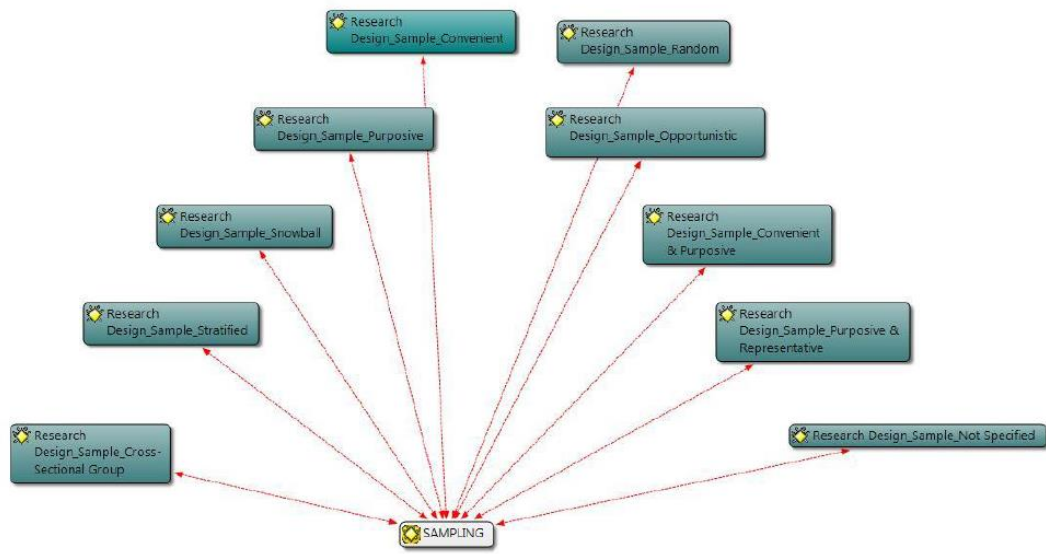 Research
Design_Sample_Convenient
Research
Design_Sample_Random
Research
Design_Sample_Purposive
Research
Design_Sample_Opportunistic
Research
Design_Sample_Snowball
Research
Design_Sample_Convenient
& Purposive
Research
Design_Sample_Stratified
Research
Design_Sample_Purposive &
Representative
Research
Design_Sample_Cross-
Sectional Group
Research Design_Sample_Not Specified
SAMPLING